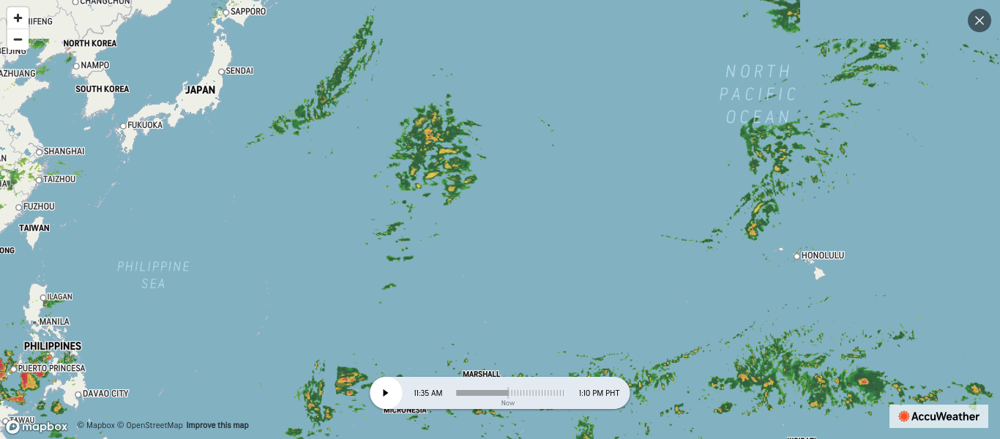 CHANGCHUN
SAPPORO
+
HIFENG
−
NORTH KOREA
BEIJING
NAMPO
NORTH
SENDAI
AZHUANG
SOUTH KOREA
JAPAN
PACIFIC
OCEAN
FUKUOKA
SHANGHAI
AN
TAIZHOU
HA
FUZHOU
TAIWAN
ONG
HONOLULU
PHILIPPINE
SEA
ILAGAN
MANILA
PHILIPPINES
PUERTO PRINCESA
MARSHALL
DAVAO CITY
11:35 AM
1:10 PM PHT
Now
MICRONESIA
AccuWeather
TAWAU
mapbox
© Mapbox © OpenStreetMap Improve this map